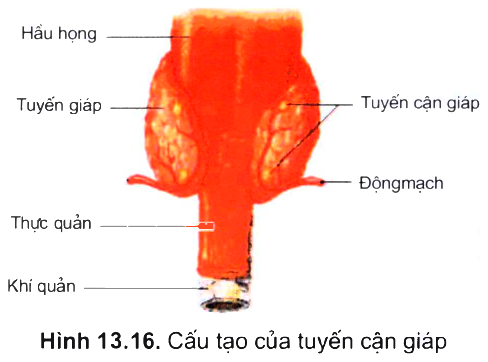 Hầu họng
Tuyến giáp
Tuyến cận giáp
Độngmạch
Thực quản
Khí quản
Hình 13.16. Cấu tạo của tuyến cận giáp